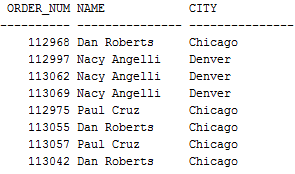 ORDER_NUM NAME CITY
---------- --------------- ---------------
112968 Dan Roberts Chicago
112997 Nacy Angelli Denver
113062 Nacy Angelli Denver
113069 Nacy Angelli Denver
112975 Paul Cruz Chicago
113055 Dan Roberts Chicago
113057 Paul Cruz Chicago
113042 Dan Roberts Chicago